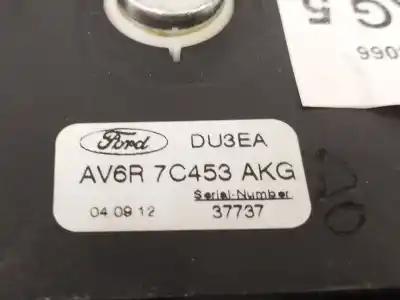 Ford DU3EA
AV6R 7C453 AKG
Serial-Number
04 09 12 37737